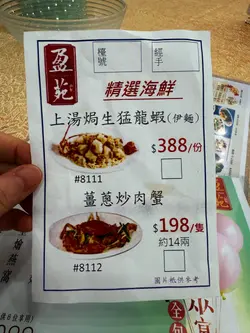 盈苑
檯號
經手
精選海鮮
上湯焗生猛龍蝦(伊麵)
$388/份
#8111
薑蔥炒肉蟹
$198/隻
約14兩
#8112
圖片祇供參考